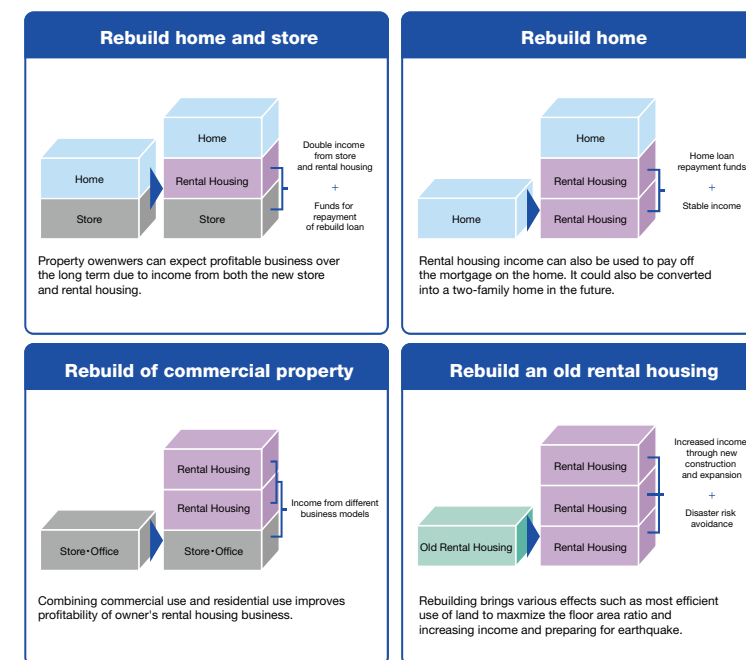 Rebuild home and store
Home
Store
Home
Rental Housing
Store
Double income
from store
and rental housing
+
Funds for
repayment
of rebuild loan
Property owenwers can expect profitable business over
the long term due to income from both the new store
and rental housing.
Rebuild home
Home
Home
Rental Housing
Rental Housing
Home loan
repayment funds
+
Stable income
Rental housing income can also be used to pay off
the mortgage on the home. It could also be converted
into a two-family home in the future.
Rebuild of commercial property
Store・Office
Rental Housing
Rental Housing
Store・Office
Income from different
business models
Combining commercial use and residential use improves
profitability of owner's rental housing business.
Rebuild an old rental housing
Old Rental Housing
Rental Housing
Rental Housing
Rental Housing
Increased income
through new
construction
and expansion
+
Disaster risk
avoidance
Rebuilding brings various effects such as most efficient
use of land to maxmize the floor area ratio and
increasing income and preparing for earthquake.